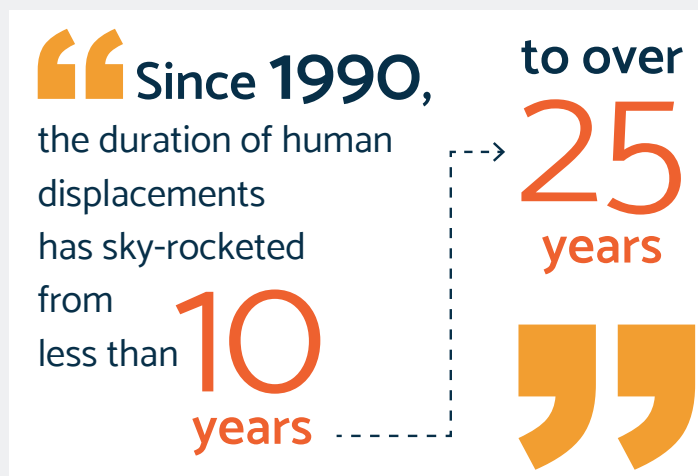 “ Since 1990,
the duration of human
displacements
has sky-rocketed
from
less than 10
years
to over
25
years ”